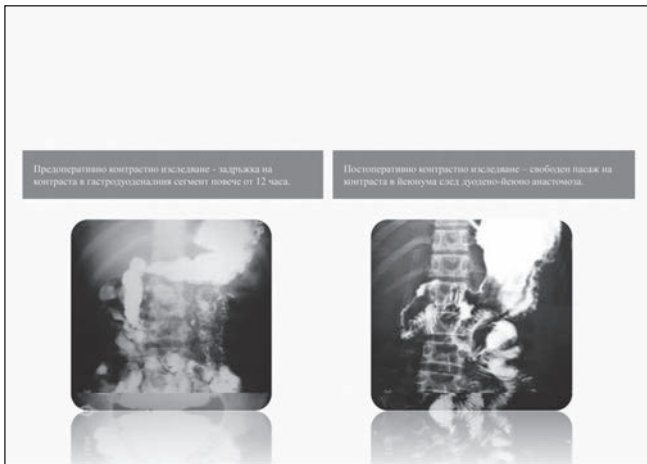 Предоперативно контрастно изследване - задръжка на
контраста в гастродуоденалния сегмент повече от 12 часа.
Постоперативно контрастно изследване – свободен пасаж на
контраста в йеюнума след дуодено-йеюно анастомоза.